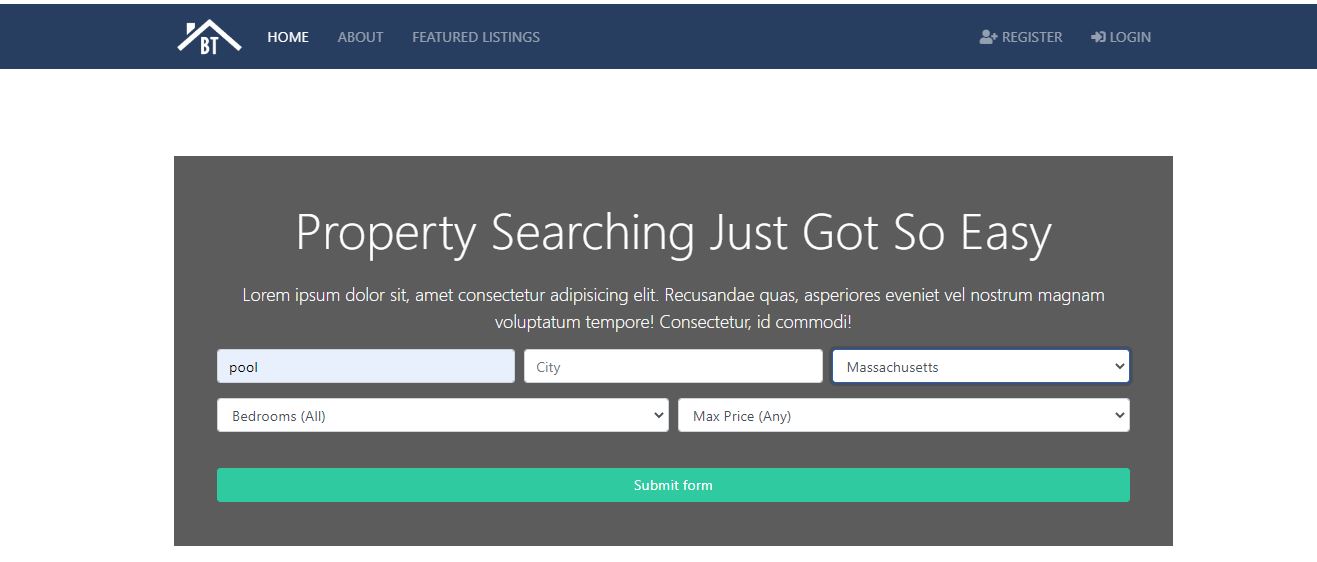 BT
HOME ABOUT FEATURED LISTINGS REGISTER LOGIN
Property Searching Just Got So Easy
Lorem ipsum dolor sit, amet consectetur adipisicing elit. Recusandae quas, asperiores eveniet vel nostrum magnam
voluptatum tempore! Consectetur, id commodi!
pool City Massachusetts
Bedrooms (All) Max Price (Any)
Submit form